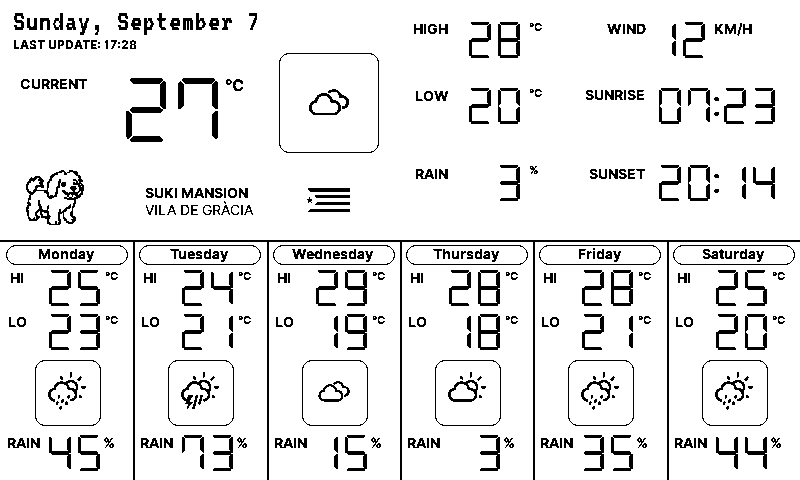 Sunday, September 7
LAST UPDATE: 17:28
CURRENT 27 °C
SUKI MANSION
VILA DE GRÀCIA
HIGH 28 °C
LOW 20 °C
RAIN 3 %
WIND 12 KM/H
SUNRISE 07:23
SUNSET 20:14
Monday
HI 25 °C
LO 23 °C
RAIN 45 %
Tuesday
HI 24 °C
LO 21 °C
RAIN 73 %
Wednesday
HI 29 °C
LO 19 °C
RAIN 15 %
Thursday
HI 28 °C
LO 18 °C
RAIN 3 %
Friday
HI 28 °C
LO 21 °C
RAIN 35 %
Saturday
HI 25 °C
LO 20 °C
RAIN 44 %